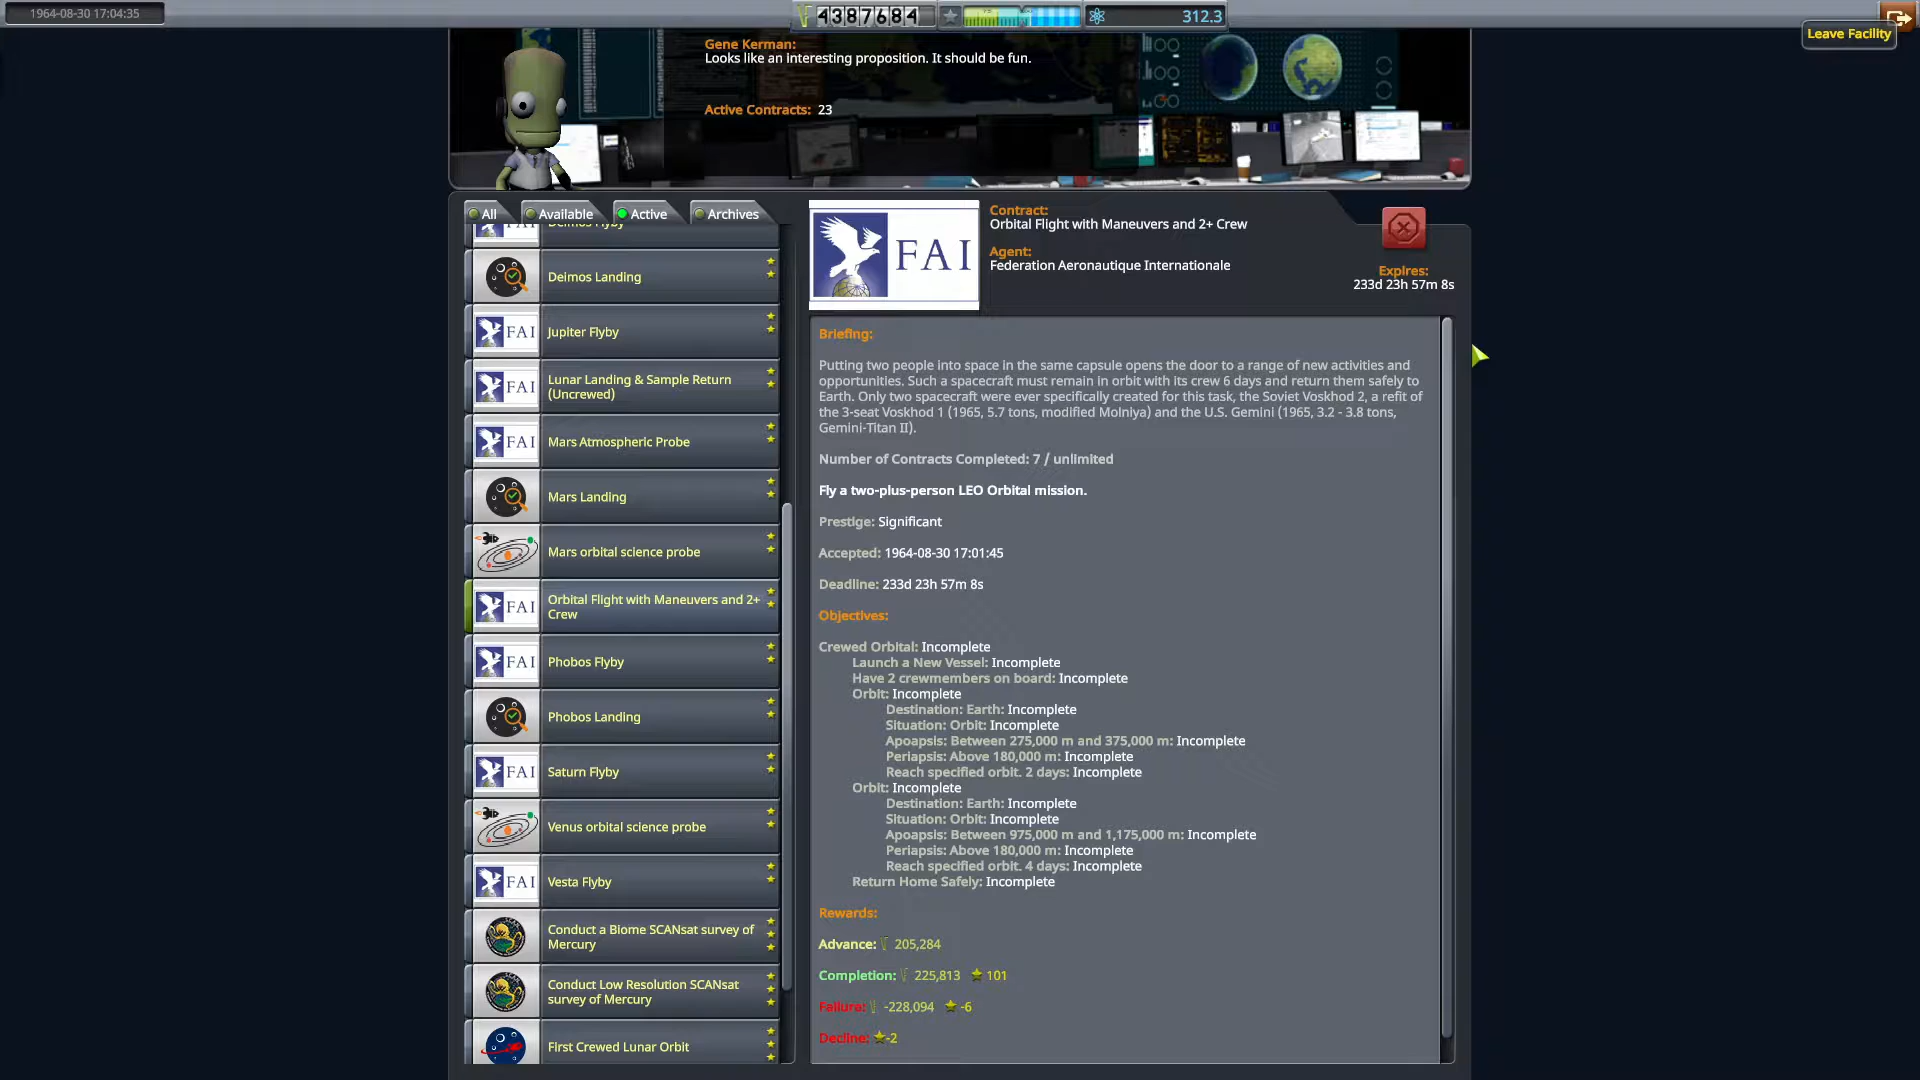 1964-08-30 17:04:35
4387684
312.3
Leave Facility
Gene Kerman:
Looks like an interesting proposition. It should be fun.
Active Contracts: 23
All
Available
Active
Archives
Deimos Flyby
Deimos Landing
FAI Jupiter Flyby
FAI Lunar Landing & Sample Return
(Uncrewed)
FAI Mars Atmospheric Probe
Mars Landing
Mars orbital science probe
FAI Orbital Flight with Maneuvers and 2+
Crew
FAI Phobos Flyby
Phobos Landing
FAI Saturn Flyby
Venus orbital science probe
FAI Vesta Flyby
Conduct a Biome SCANsat survey of
Mercury
Conduct Low Resolution SCANsat
survey of Mercury
First Crewed Lunar Orbit
FAI
Contract:
Orbital Flight with Maneuvers and 2+ Crew
Agent:
Federation Aeronautique Internationale
Expires:
233d 23h 57m 8s
Briefing:
Putting two people into space in the same capsule opens the door to a range of new activities and
opportunities. Such a spacecraft must remain in orbit with its crew 6 days and return them safely to
Earth. Only two spacecraft were ever specifically created for this task, the Soviet Voskhod 2, a refit of
the 3-seat Voskhod 1 (1965, 5.7 tons, modified Molniya) and the U.S. Gemini (1965, 3.2 - 3.8 tons,
Gemini-Titan II).
Number of Contracts Completed: 7 / unlimited
Fly a two-plus-person LEO Orbital mission.
Prestige: Significant
Accepted: 1964-08-30 17:01:45
Deadline: 233d 23h 57m 8s
Objectives:
Crewed Orbital: Incomplete
Launch a New Vessel: Incomplete
Have 2 crewmembers on board: Incomplete
Orbit: Incomplete
Destination: Earth: Incomplete
Situation: Orbit: Incomplete
Apoapsis: Between 275,000 m and 375,000 m: Incomplete
Periapsis: Above 180,000 m: Incomplete
Reach specified orbit. 2 days: Incomplete
Orbit: Incomplete
Destination: Earth: Incomplete
Situation: Orbit: Incomplete
Apoapsis: Between 975,000 m and 1,175,000 m: Incomplete
Periapsis: Above 180,000 m: Incomplete
Reach specified orbit. 4 days: Incomplete
Return Home Safely: Incomplete
Rewards:
Advance: 205,284
Completion: 225,813 101
Failure: -228,094 -6
Decline: -2